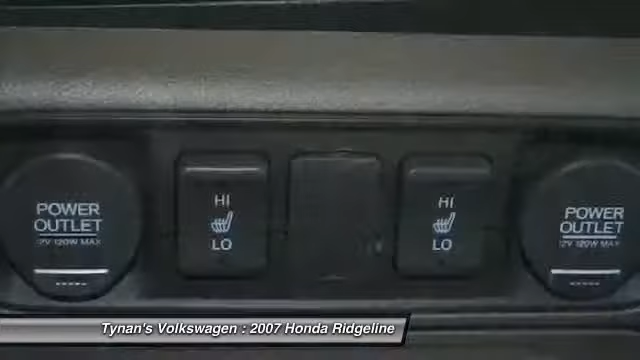 POWER
OUTLET
12V 120W MAX
HI
LO
HI
LO
POWER
OUTLET
12V 120W MAX
Tynan's Volkswagen : 2007 Honda Ridgeline